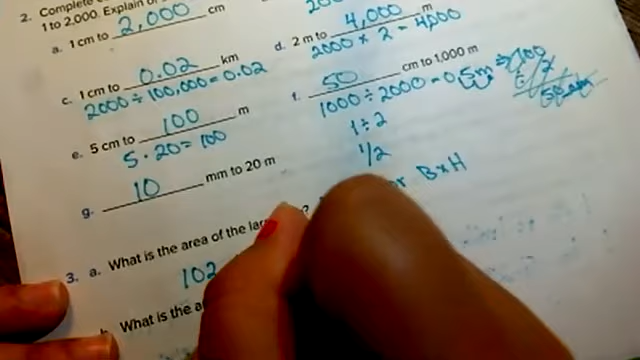 2. Complete
1 to 2,000. Explain
a. 1 cm to 2,000 cm
200
d. 2 m to 4,000 m
2000 × 2 = 4,000
c. 1 cm to 0.02 km
2000 ÷ 100,000 = 0.02
f. 50 cm to 1,000 m
1000 ÷ 2000 = 0.5m
1 ÷ 2
1/2
e. 5 cm to 100 m
5 · 20 = 100
g. 10 mm to 20 m
B×H
3. a. What is the area of the
102
What is the